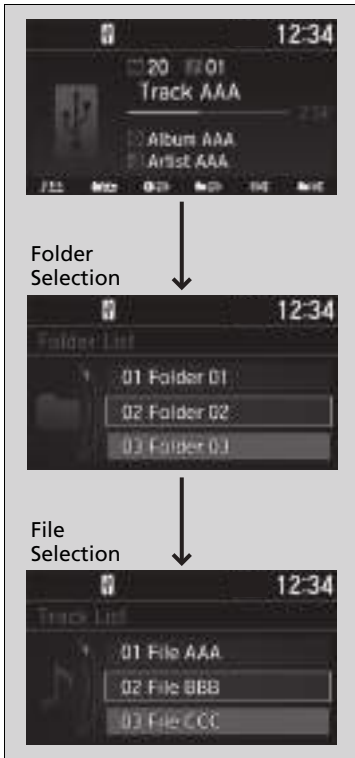 12:34
20 01
Track AAA
2:34
Album AAA
Artist AAA
Folder
Selection
12:34
Folder List
01 Folder 01
02 Folder 02
03 Folder 03
File
Selection
12:34
Track List
01 File AAA
02 File BBB
03 File CCC